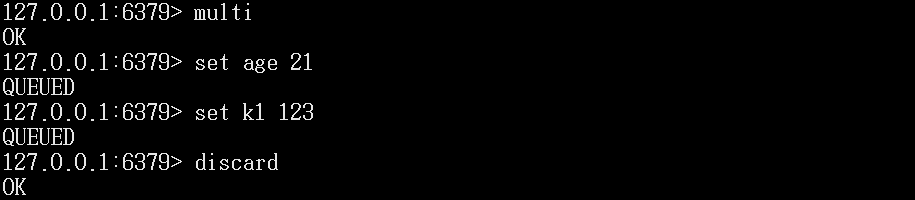 127.0.0.1:6379> multi
OK
127.0.0.1:6379> set age 21
QUEUED
127.0.0.1:6379> set k1 123
QUEUED
127.0.0.1:6379> discard
OK